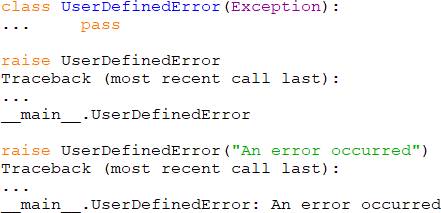 class UserDefinedError(Exception):
...     pass
raise UserDefinedError
Traceback (most recent call last):
...
__main__.UserDefinedError
raise UserDefinedError("An error occurred")
Traceback (most recent call last):
...
__main__.UserDefinedError: An error occurred